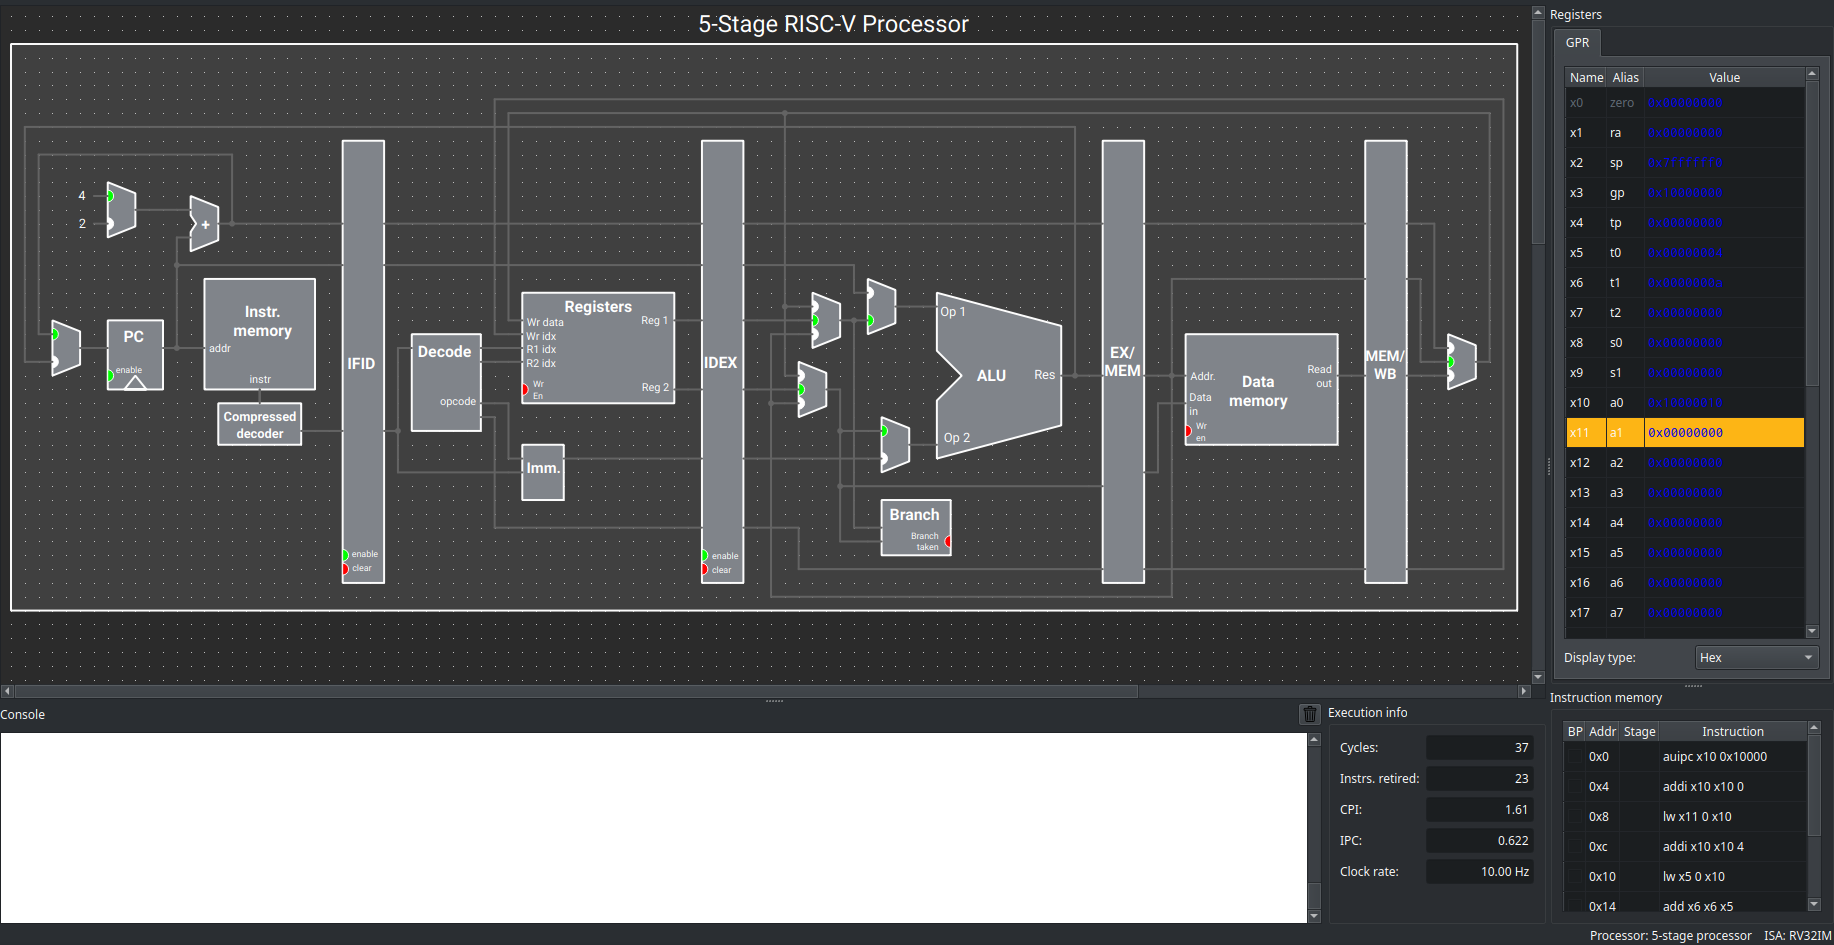 5-Stage RISC-V Processor
4
2
+
PC
enable
Instr.
memory
addr
instr
Compressed
decoder
IFID
enable
clear
Decode
opcode
Registers
Wr data
Wr idx
R1 idx
R2 idx
Wr
En
Reg 1
Reg 2
Imm.
IDEX
enable
clear
Op 1
ALU
Res
Op 2
Branch
Branch
taken
EX/
MEM
Addr.
Data
in
Wr
en
Data
memory
Read
out
MEM/
WB
Registers
GPR
Name Alias Value
x0 zero 0x00000000
x1 ra 0x00000000
x2 sp 0x7ffffff0
x3 gp 0x10000000
x4 tp 0x00000000
x5 t0 0x00000004
x6 t1
x7 t2 0x00000000
x8 s0 0x00000000
x9 s1 0x00000000
x10 a0 0x10000010
x11 a1 0x00000000
x12 a2 0x00000000
x13 a3 0x00000000
x14 a4 0x00000000
x15 a5 0x00000000
x16 a6 0x00000000
x17 a7 0x00000000
Display type: Hex
Console
Execution info
Cycles: 37
Instrs. retired: 23
CPI: 1.61
IPC: 0.622
Clock rate: 10.00 Hz
Instruction memory
BP Addr Stage Instruction
0x0 auipc x10 0x10000
0x4 addi x10 x10 0
0x8 lw x11 0 x10
0xc addi x10 x10 4
0x10 lw x5 0 x10
0x14 add x6 x6 x5
Processor: 5-stage processor ISA: RV32IM